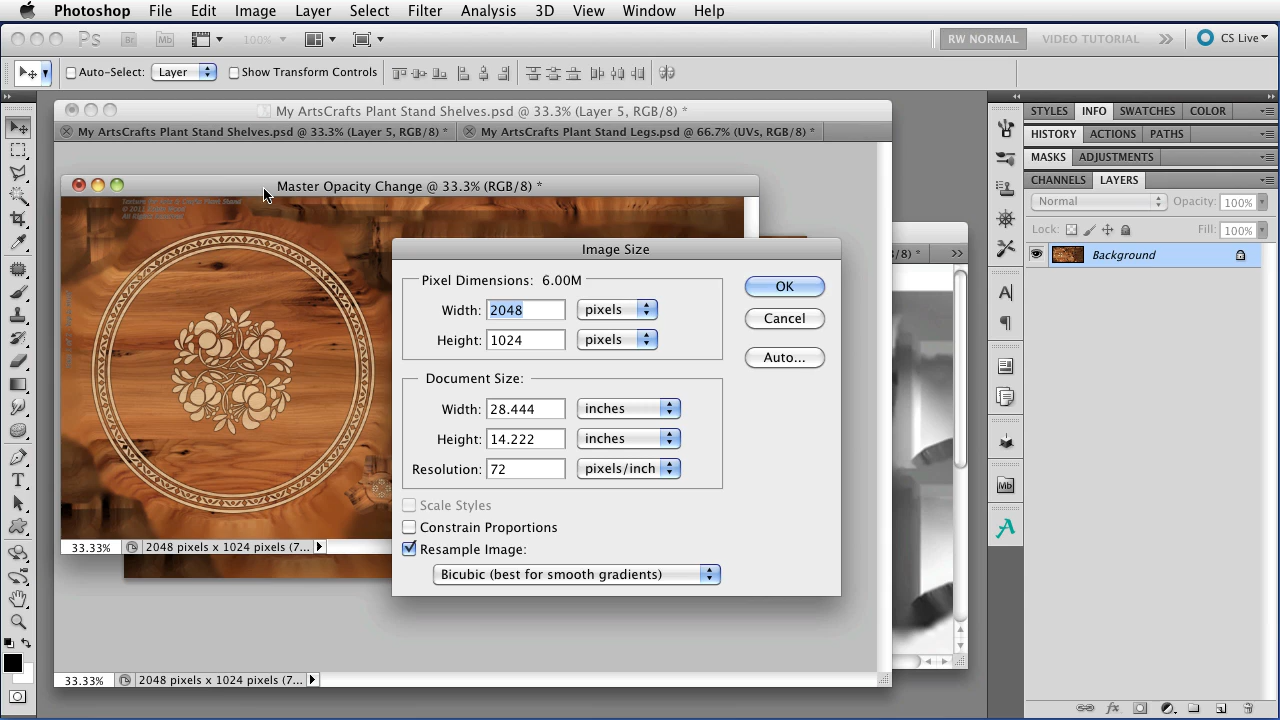 Photoshop File Edit Image Layer Select Filter Analysis 3D View Window Help
Ps Br Mb 100% RW NORMAL VIDEO TUTORIAL CS Live
Auto-Select: Layer Show Transform Controls
My ArtsCrafts Plant Stand Shelves.psd @ 33.3% (Layer 5, RGB/8) *
My ArtsCrafts Plant Stand Shelves.psd @ 33.3% (Layer 5, RGB/8) * My ArtsCrafts Plant Stand Legs.psd @ 66.7% (UVs, RGB/8) *
Master Opacity Change @ 33.3% (RGB/8) *
/8) *
Image Size
Pixel Dimensions: 6.00M
Width: 2048 pixels
Height: 1024 pixels
Document Size:
Width: 28.444 inches
Height: 14.222 inches
Resolution: 72 pixels/inch
Scale Styles
Constrain Proportions
Resample Image:
Bicubic (best for smooth gradients)
OK
Cancel
Auto...
33.33% 2048 pixels x 1024 pixels (7...
33.33% 2048 pixels x 1024 pixels (7...
Mb
STYLES INFO SWATCHES COLOR
HISTORY ACTIONS PATHS
MASKS ADJUSTMENTS
CHANNELS LAYERS
Normal Opacity: 100%
Lock: Fill: 100%
Background